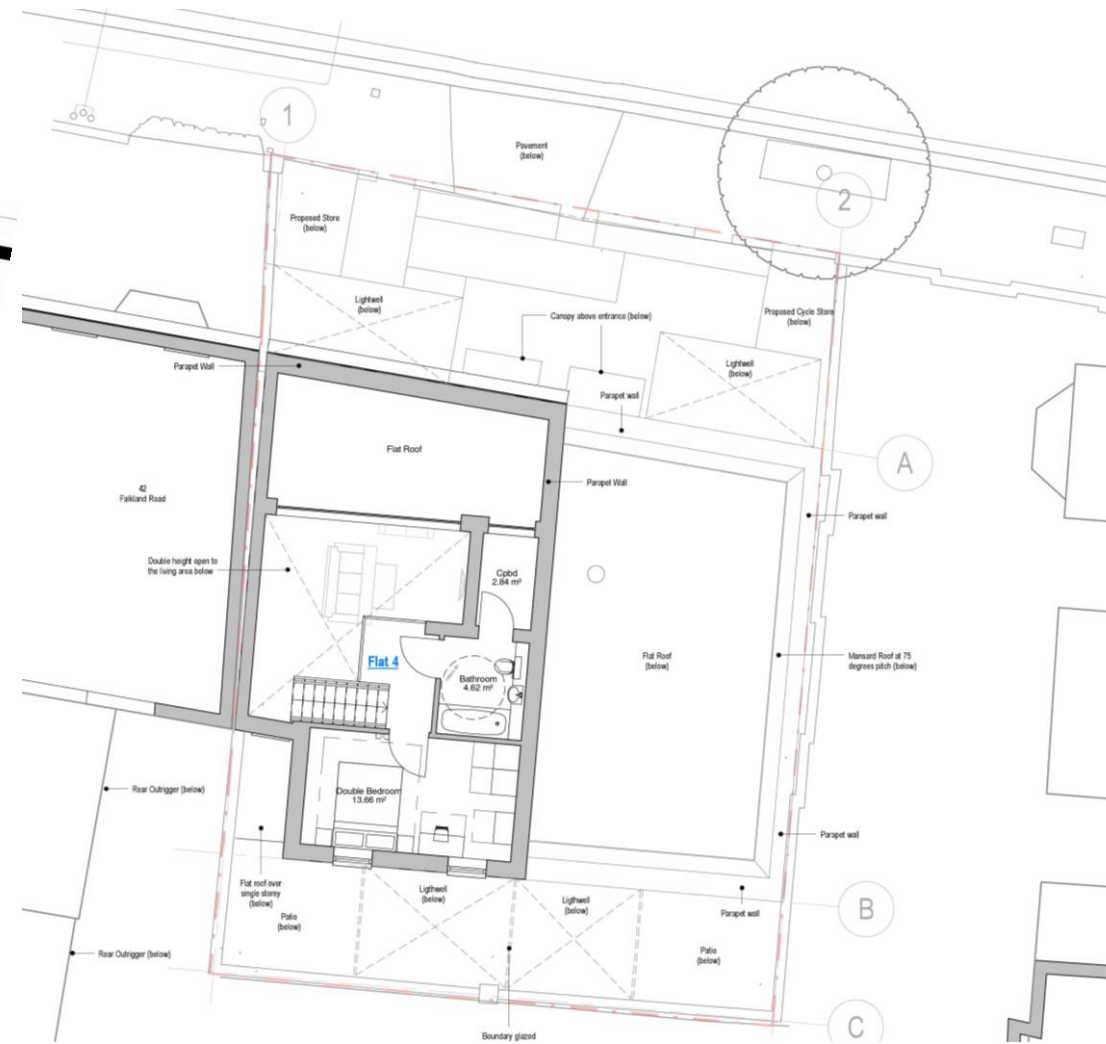 1
Pavement
(below)
2
Proposed Store
(below)
Lightwell
(below)
Canopy above entrance (below)
Proposed Cycle Store
(below)
Lightwell
(below)
Parapet Wall
Parapet wall
Flat Roof
A
Parapet Wall
42
Falkland Road
Parapet wall
Double height open to
the living area below
Cpbd
2.84 m²
Flat 4
Flat Roof
(below)
Mansard Roof at 75
degrees pitch (below)
Bathroom
4.62 m²
Rear Outrigger (below)
Double Bedroom
13.66 m²
Parapet wall
Flat roof over
single storey
(below)
Patio
(below)
Ligthwell
(below)
Ligthwell
(below)
Parapet wall
B
Rear Outrigger (below)
Patio
(below)
C
Boundary glazed